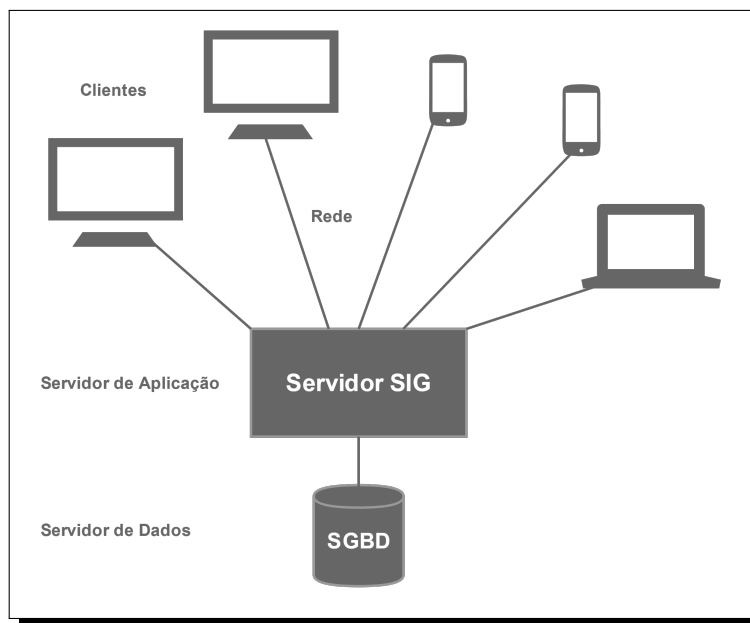 Clientes
Rede
Servidor de Aplicação
Servidor SIG
Servidor de Dados
SGBD